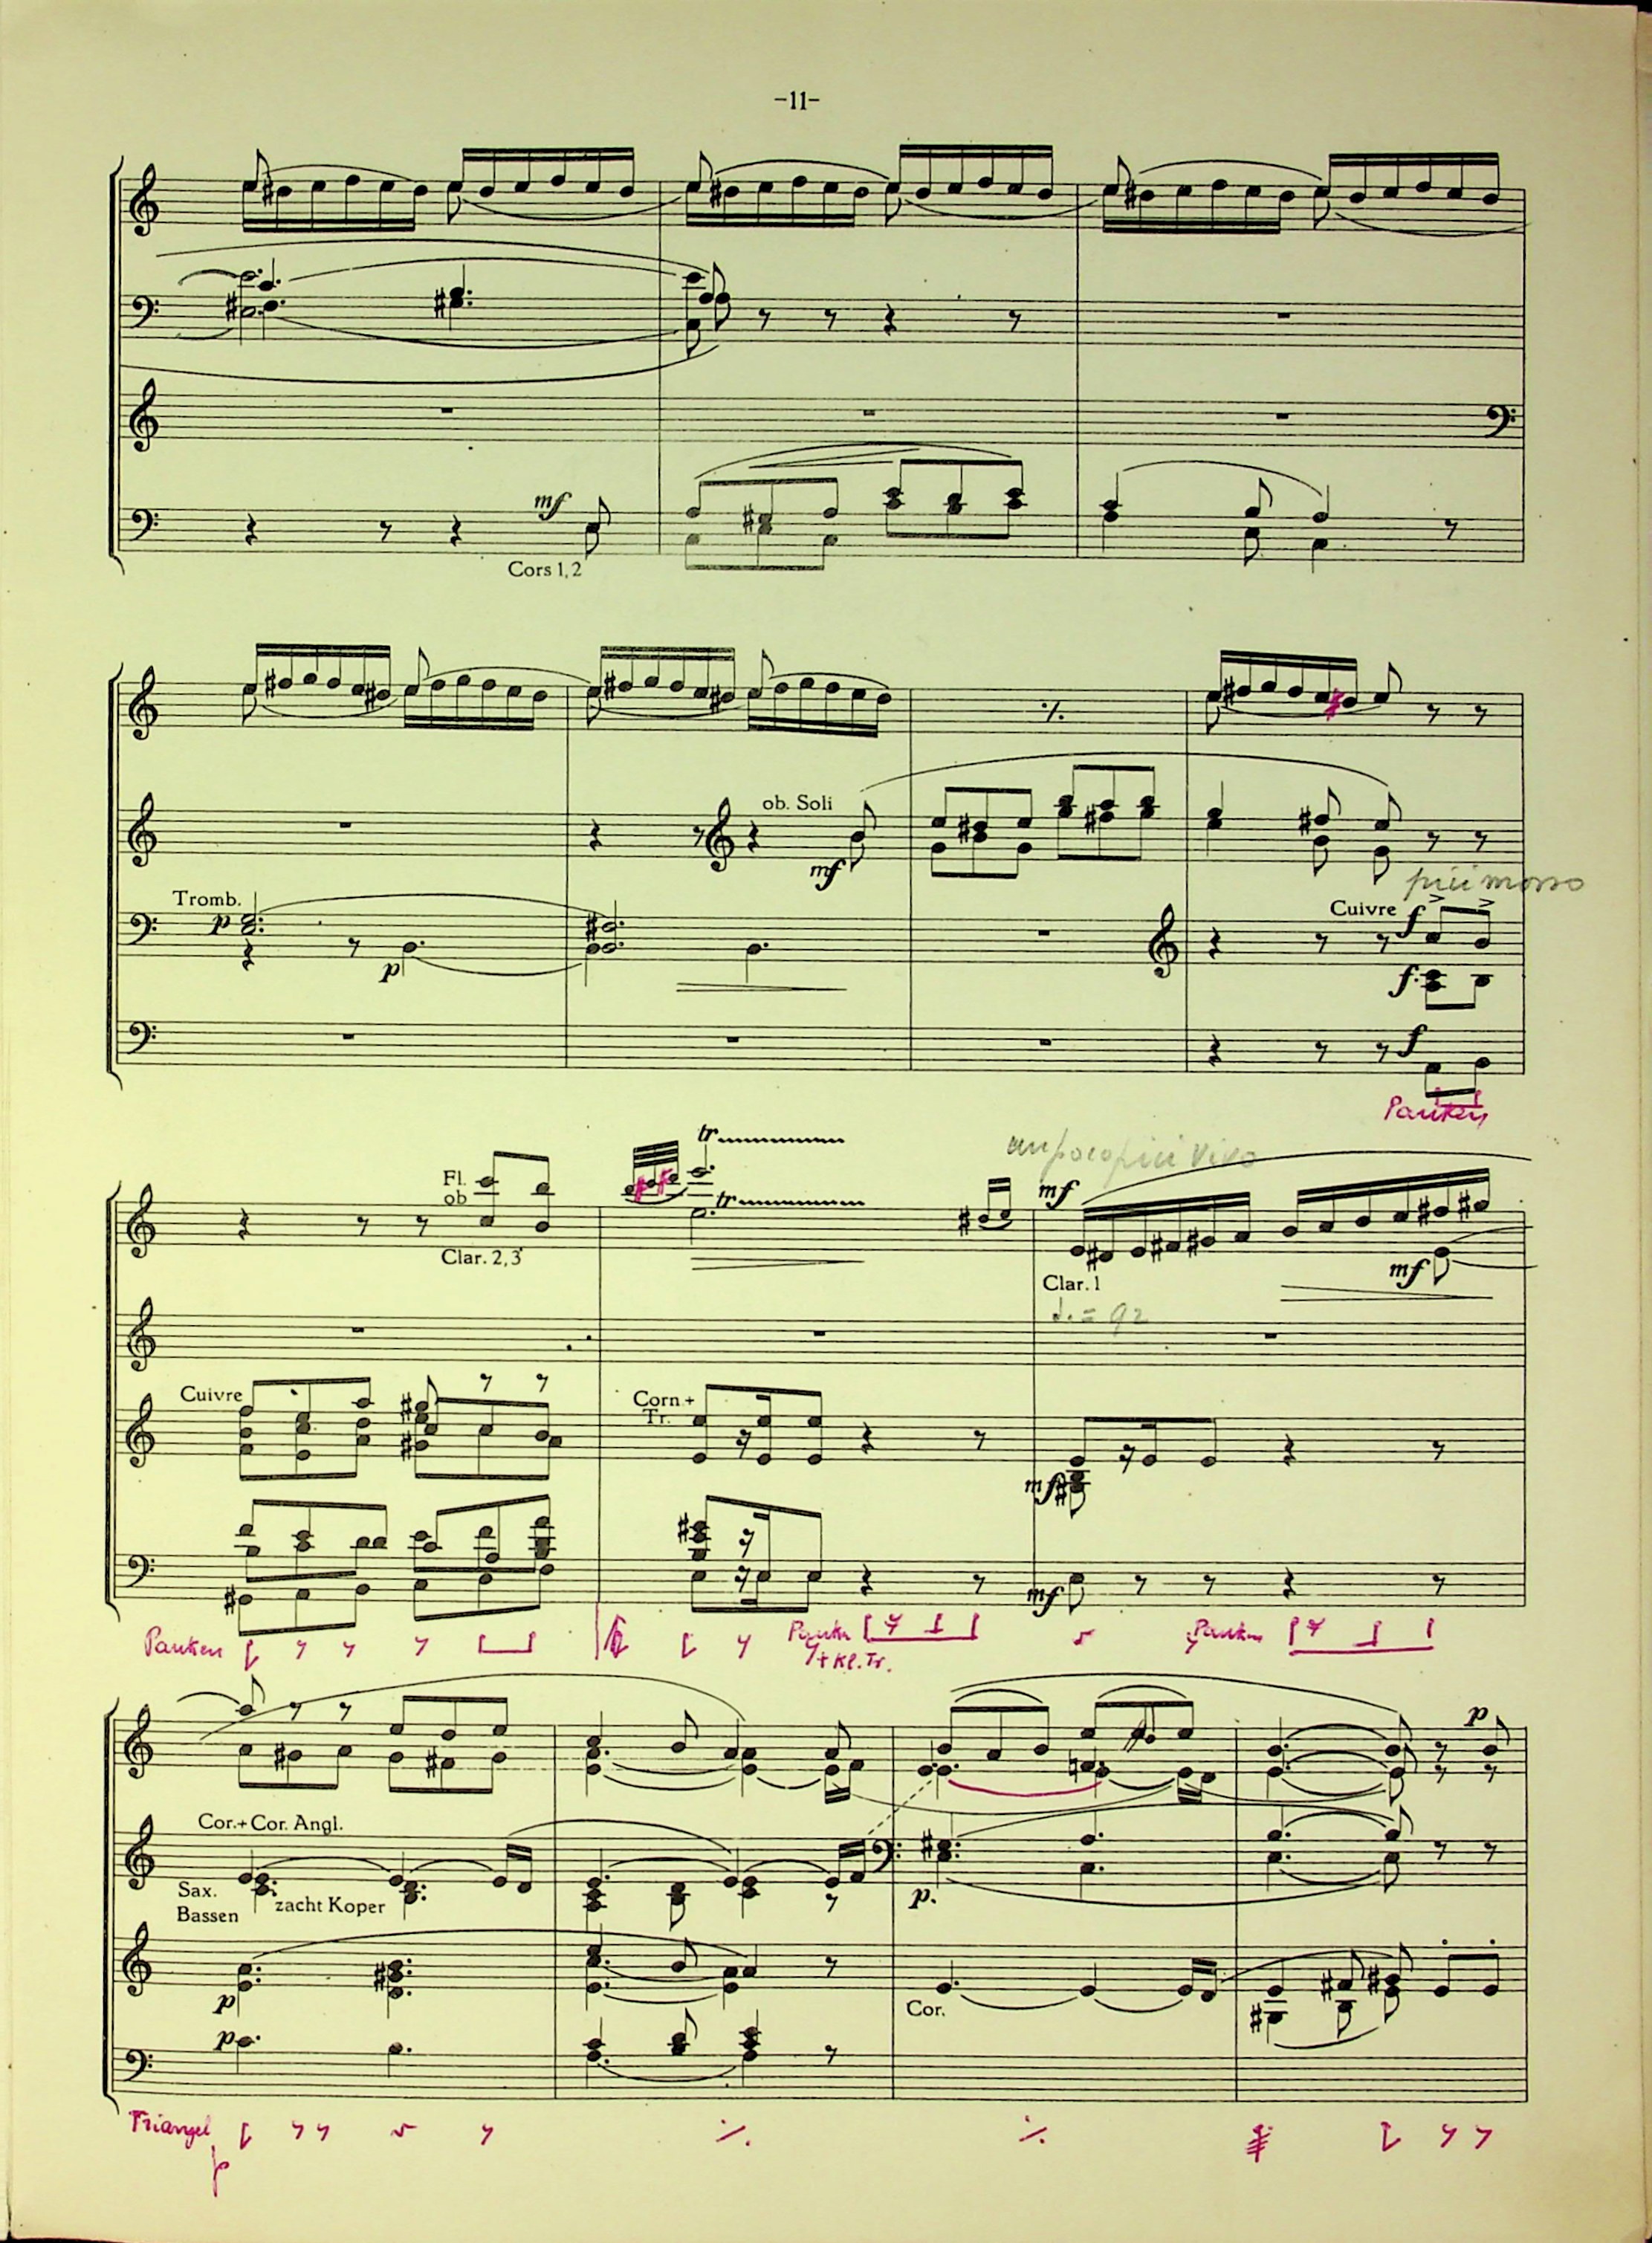 -11-
mf
Cors 1, 2
ob. Soli
mf
Tromb.
p
p
più mosso
Cuivre f
f
f
Pauken
tr
un poco più vivo
Fl.
ob
tr
mf
Clar. 2, 3
mf
Clar. 1
♩. = 92
Cuivre
Corn +
Tr.
mf
mf
Pauken
Pauken
+ Kl. Tr.
Pauken
p
Cor. + Cor. Angl.
Sax.
Bassen
zacht Koper
p.
p
Cor.
p
Triangel
p